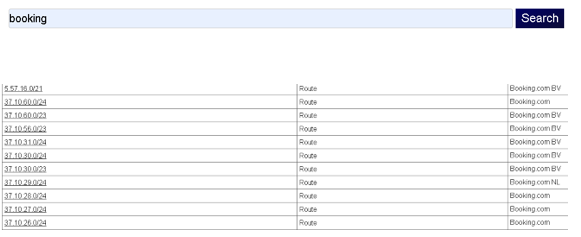 booking Search
5.57.16.0/21 Route Booking.com BV
37.10.60.0/24 Route Booking.com
37.10.60.0/23 Route Booking.com BV
37.10.56.0/23 Route Booking.com BV
37.10.31.0/24 Route Booking.com BV
37.10.30.0/24 Route Booking.com BV
37.10.30.0/23 Route Booking.com BV
37.10.29.0/24 Route Booking.com NL
37.10.28.0/24 Route Booking.com
37.10.27.0/24 Route Booking.com
37.10.26.0/24 Route Booking.com